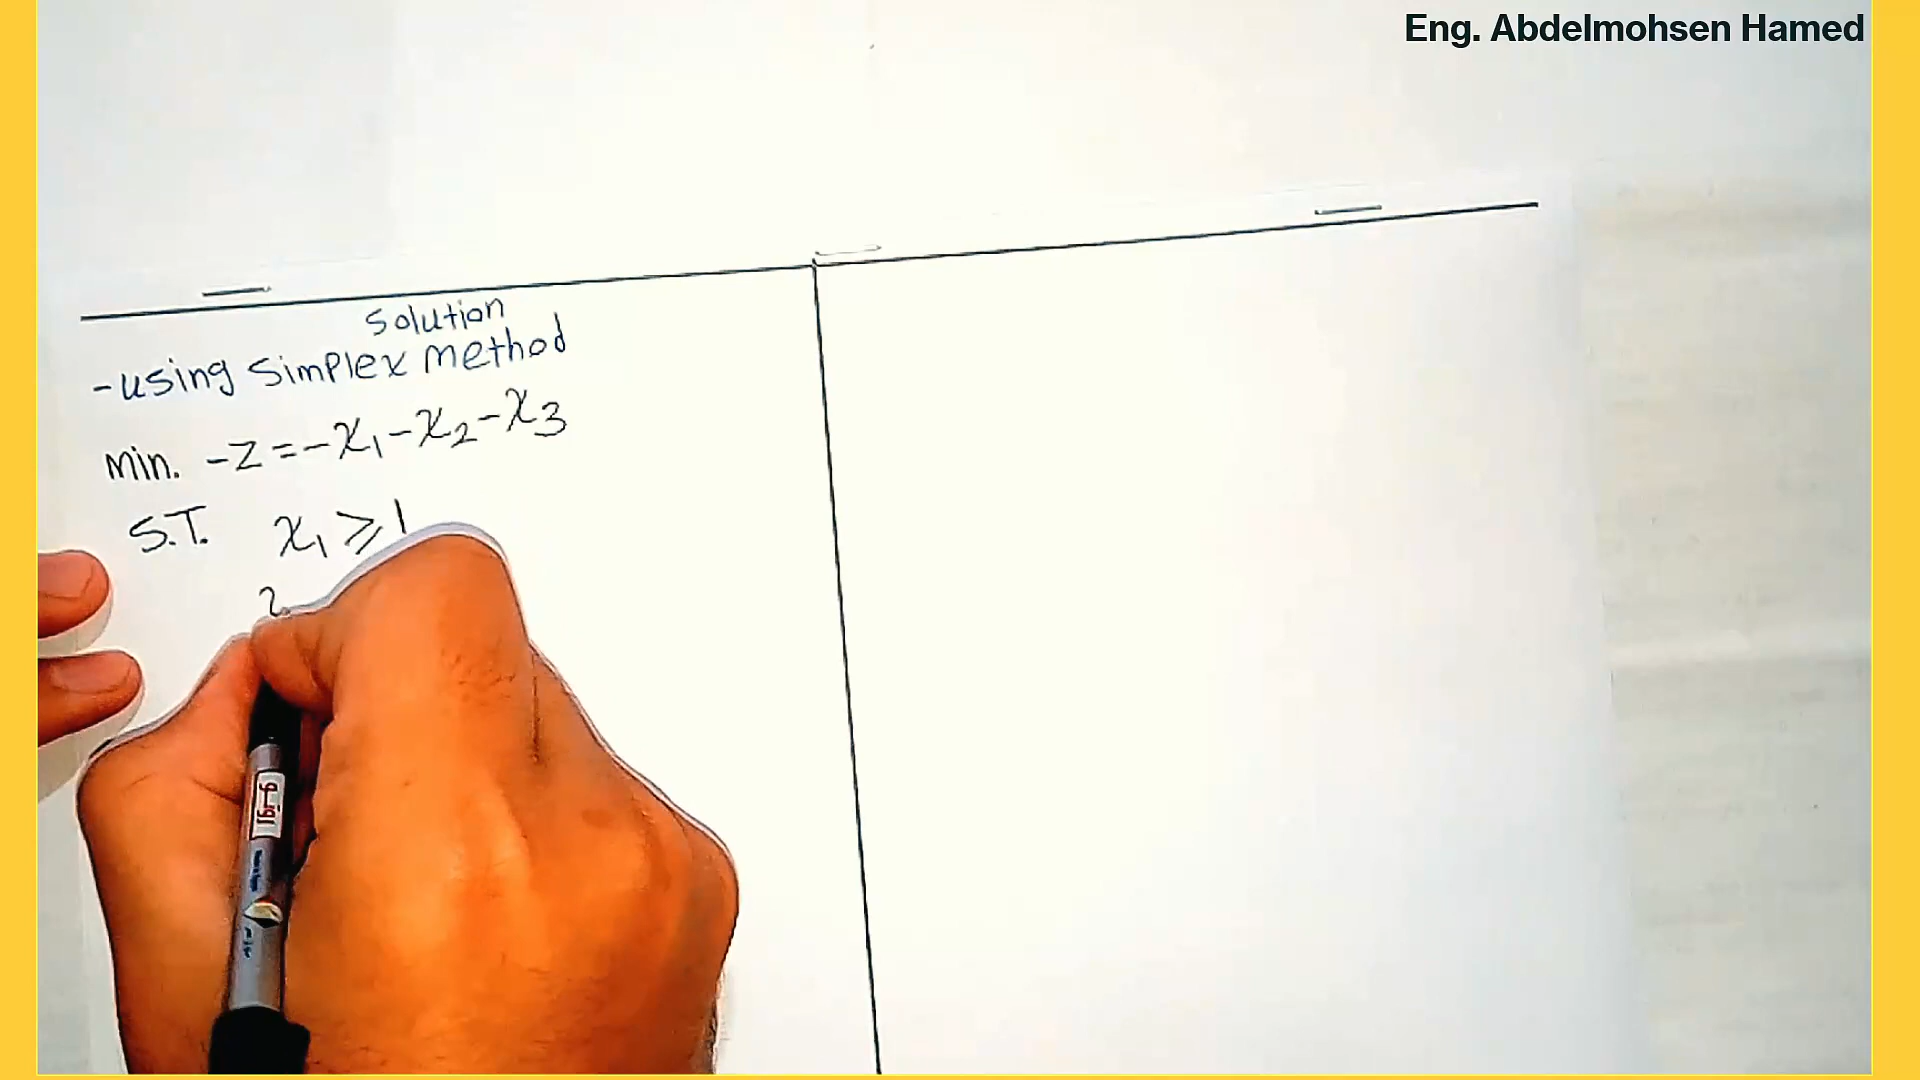 Eng. Abdelmohsen Hamed
Solution
-using simplex method
min. -Z=-x₁-x₂-x₃
S.T. x₁ ≥ 1